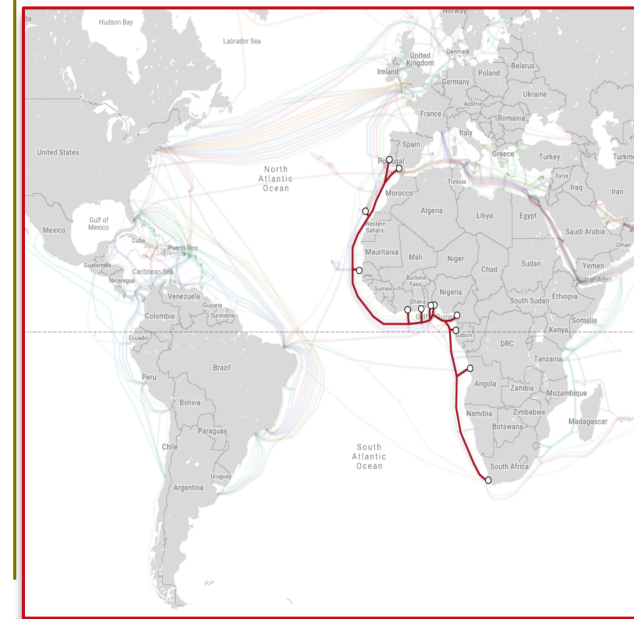 Hudson Bay
Labrador Sea
Norway
United
Kingdom
Denmark
Ireland
Poland
Belarus
Germany
Ukraine
Austria
France
Romania
Italy
United States
Spain
Portugal
Greece
Turkey
Turkm
North
Atlantic
Ocean
Tunisia
Syria
Iraq
Iran
Morocco
Gulf of
Mexico
Mexico
Algeria
Libya
Egypt
Western
Sahara
Saudi Arabia
Oman
Cuba
Puerto Rico
Mauritania
Mali
Niger
Sudan
Yemen
Guatemala
Caribbean Sea
Chad
Gulf of Aden
Nicaragua
Burkina
Faso
Guinea
Nigeria
Venezuela
Guyana
Ghana
South Sudan
Ethiopia
Colombia
Suriname
Somalia
Gabon
Kenya
Ecuador
DRC
Tanzania
Brazil
Peru
Angola
Zambia
Mozambique
Bolivia
Namibia
Zimbabwe
Madagascar
Botswana
Paraguay
Chile
South
Atlantic
Ocean
South Africa
Uruguay
Argentina